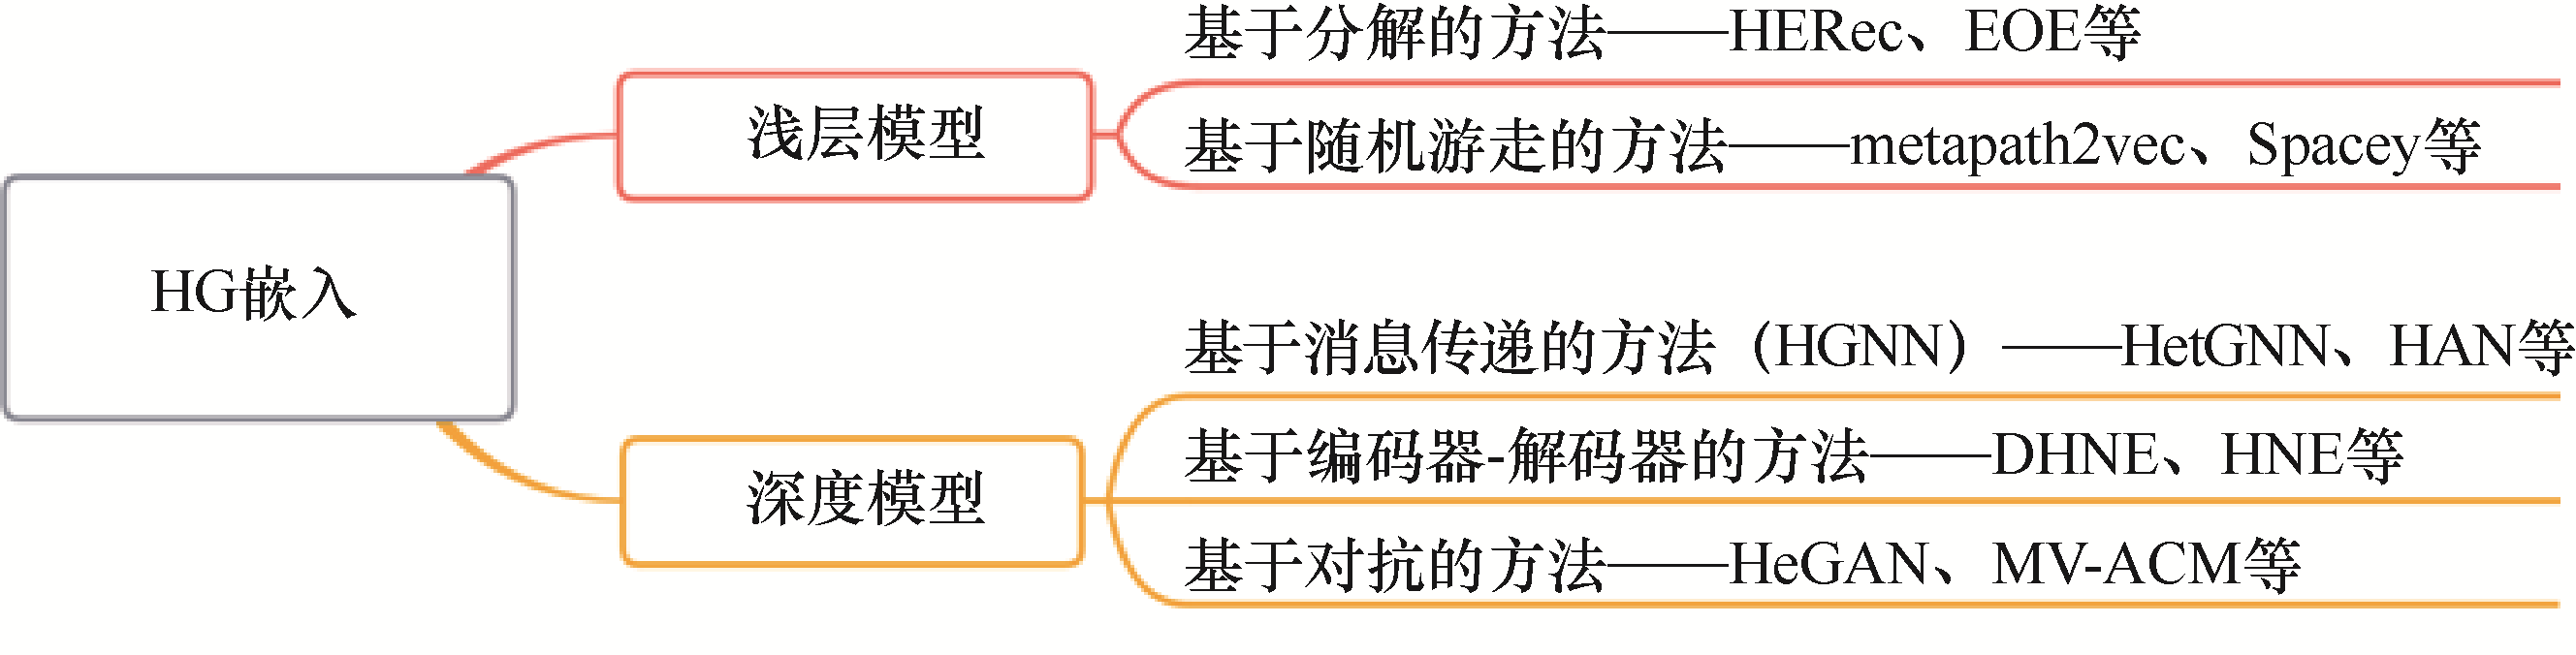 基于分解的方法——HERec、EOE等
浅层模型
基于随机游走的方法——metapath2vec、Spacey等
HG嵌入
基于消息传递的方法（HGNN）——HetGNN、HAN等
基于编码器-解码器的方法——DHNE、HNE等
深度模型
基于对抗的方法——HeGAN、MV-ACM等